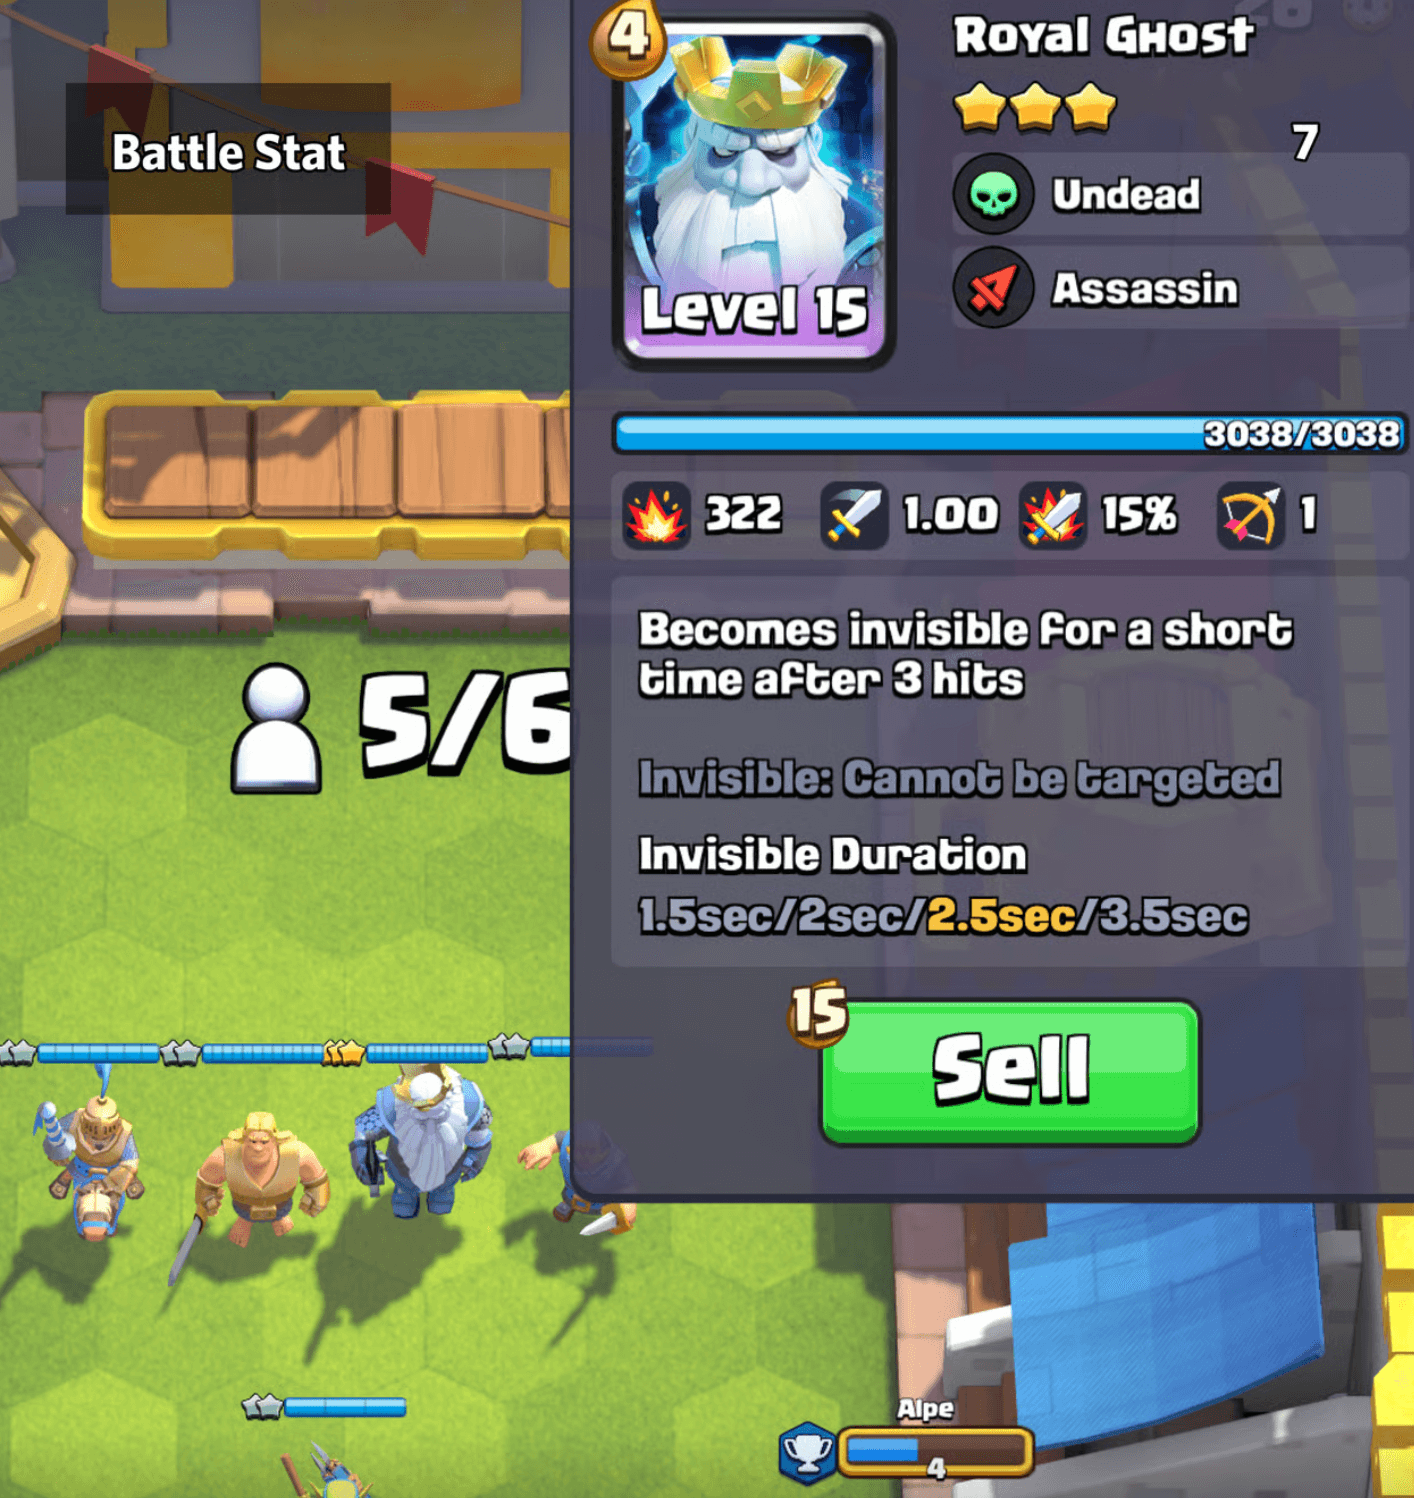 4
Royal Ghost
Battle Stat
7
Undead
Assassin
Level 15
3038/3038
322
1.00
15%
1
Becomes invisible for a short
time after 3 hits
5/6
Invisible: Cannot be targeted
Invisible Duration
1.5sec/2sec/2.5sec/3.5sec
15
Sell
Alpe
4